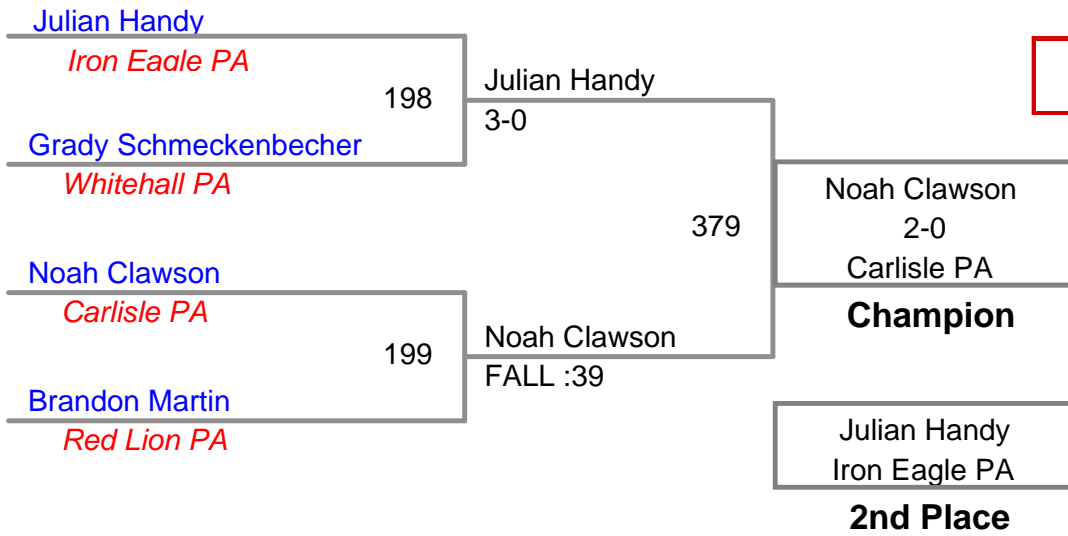 Julian Handy
Iron Eagle PA
198
Julian Handy
3-0
Grady Schmeckenbecher
Whitehall PA
379
Noah Clawson
2-0
Carlisle PA
Champion
Noah Clawson
Carlisle PA
199
Noah Clawson
FALL :39
Brandon Martin
Red Lion PA
Julian Handy
Iron Eagle PA
2nd Place